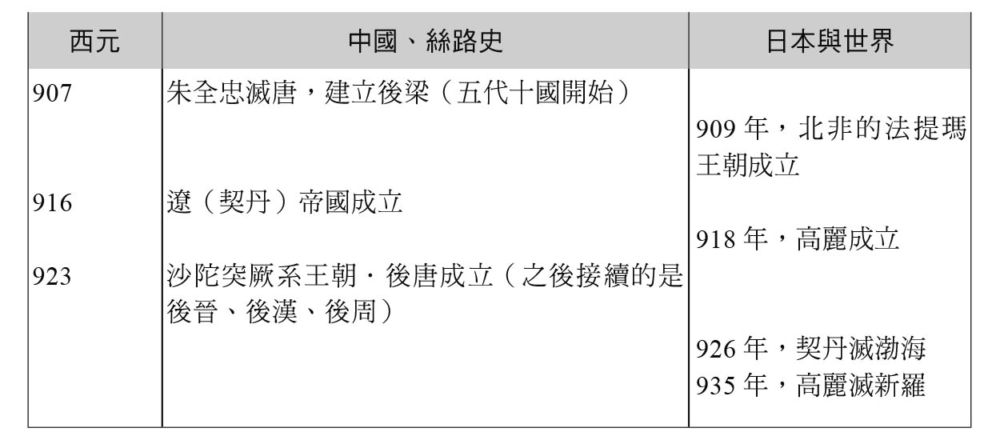 西元 中國、絲路史 日本與世界
907 朱全忠滅唐，建立後梁（五代十國開始）
909 年，北非的法提瑪
王朝成立
916 遼（契丹）帝國成立
918 年，高麗成立
923 沙陀突厥系王朝．後唐成立（之後接續的是
後晉、後漢、後周）
926 年，契丹滅渤海
935 年，高麗滅新羅